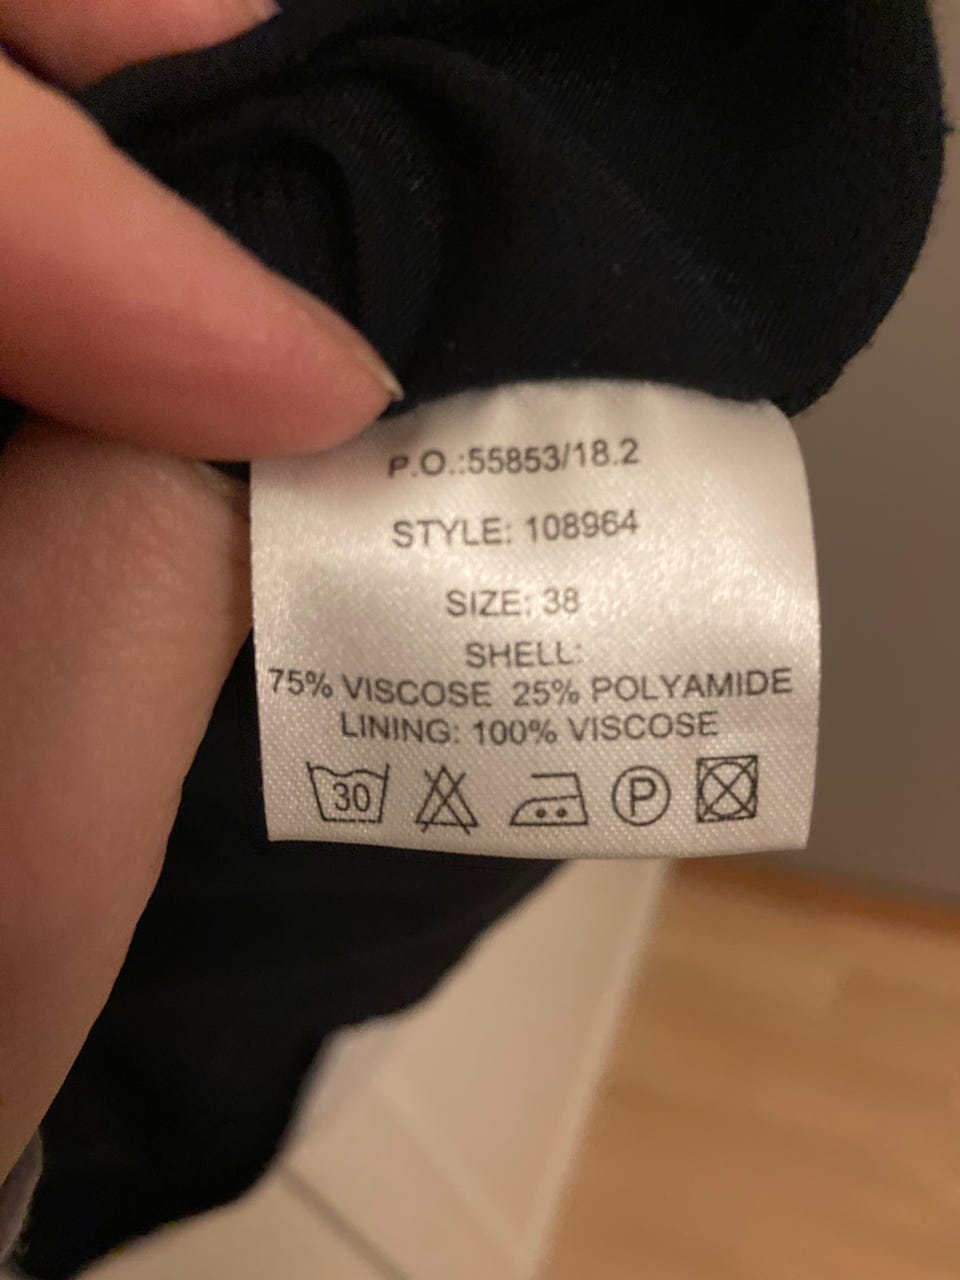 P.O.:55853/18.2
STYLE: 108964
SIZE: 38
SHELL:
75% VISCOSE 25% POLYAMIDE
LINING: 100% VISCOSE
30 P